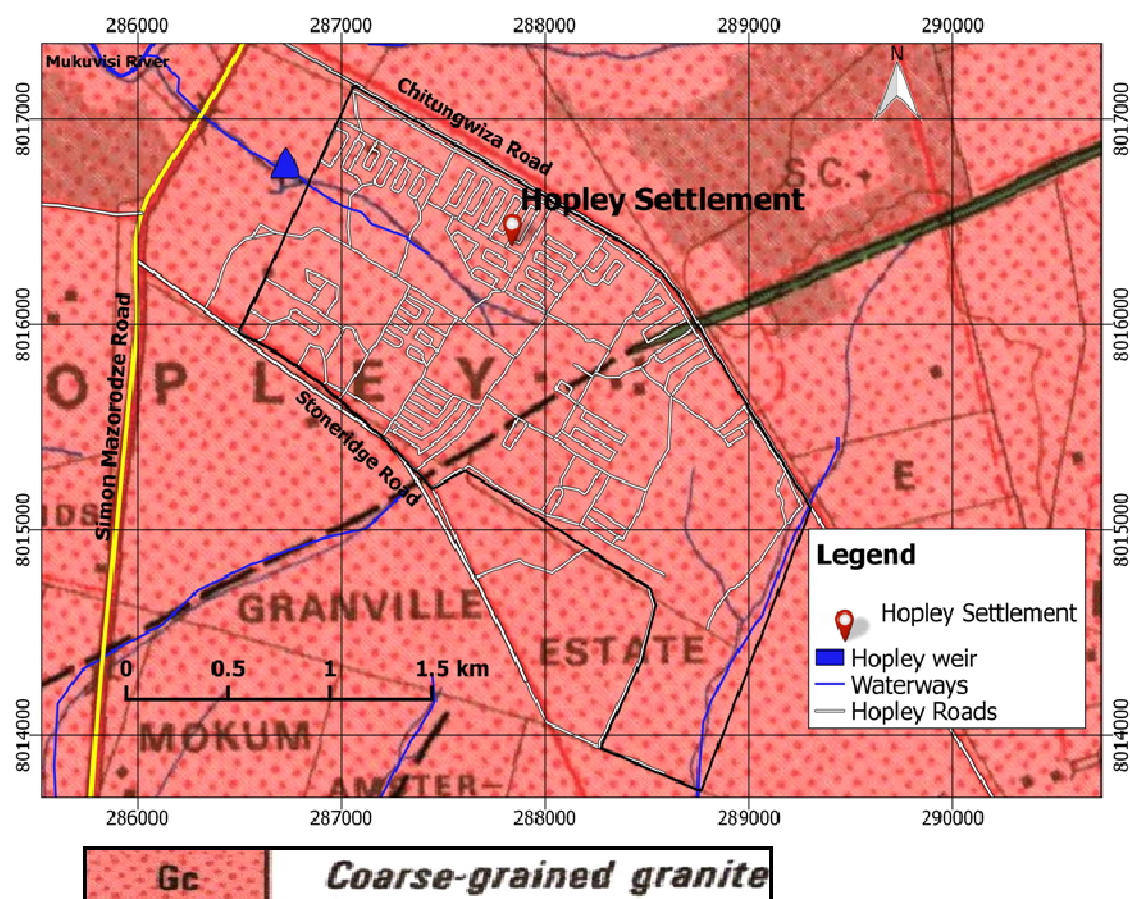 286000 287000 288000 289000 290000
Mukuvisi River
N
8017000 8017000
Chitungwiza Road
S.C.
Hopley Settlement
8016000 8016000
Simon Mazorodze Road
OPLEY
Stoneridge Road
E
IDS
8015000 8015000
Legend
Hopley Settlement
Hopley weir
Waterways
Hopley Roads
GRANVILLE
ESTATE
0 0.5 1 1.5 km
8014000 8014000
MOKUM
286000 287000 288000 289000 290000
Gc Coarse-grained granite